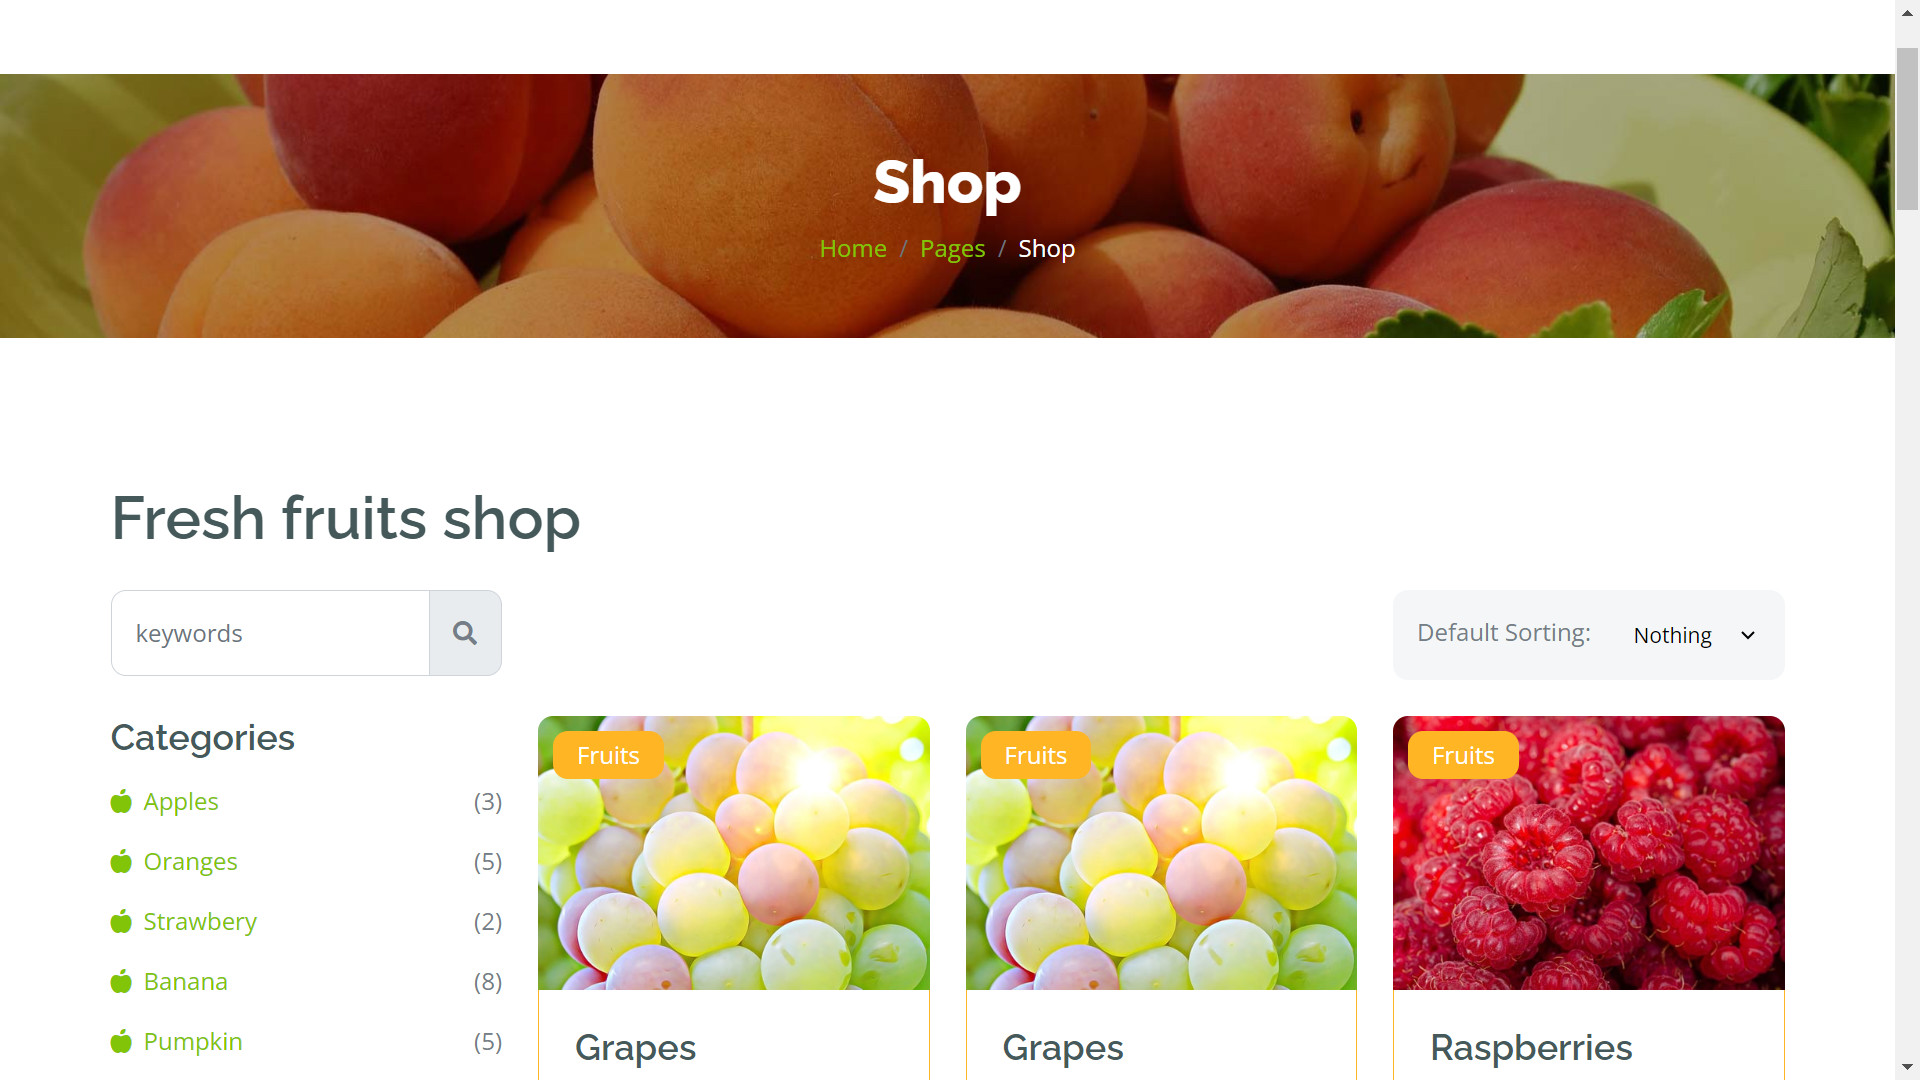 Shop
Home / Pages / Shop
Fresh fruits shop
keywords
Default Sorting: Nothing
Categories
Apples (3)
Oranges (5)
Strawbery (2)
Banana (8)
Pumpkin (5)
Fruits
Grapes
Fruits
Grapes
Fruits
Raspberries